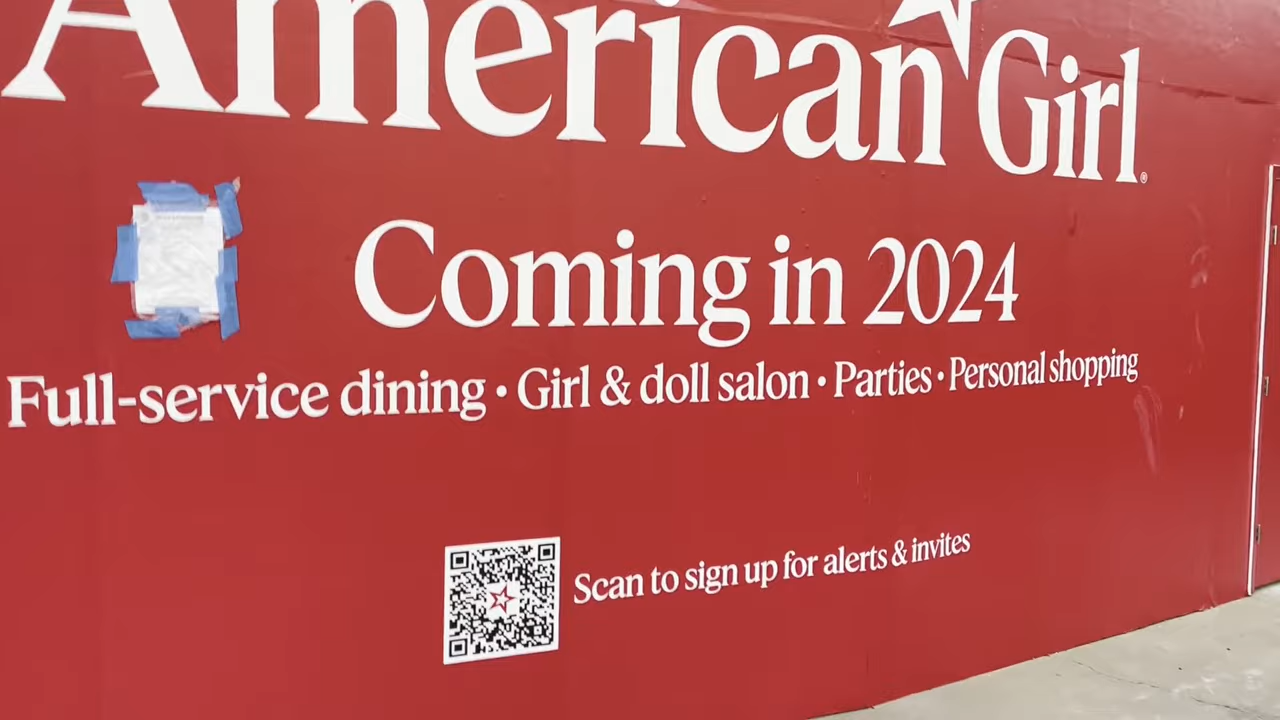 American Girl®
Coming in 2024
Full-service dining • Girl & doll salon • Parties • Personal shopping
Scan to sign up for alerts & invites